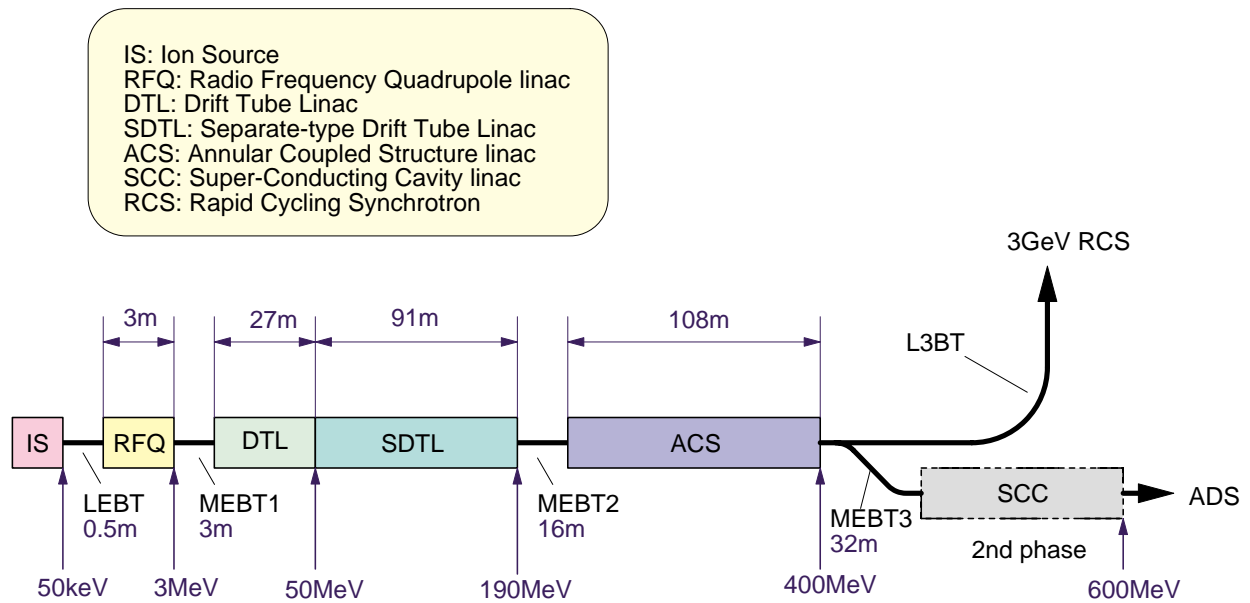 IS: Ion Source
RFQ: Radio Frequency Quadrupole linac
DTL: Drift Tube Linac
SDTL: Separate-type Drift Tube Linac
ACS: Annular Coupled Structure linac
SCC: Super-Conducting Cavity linac
RCS: Rapid Cycling Synchrotron
3GeV RCS
3m
27m
91m
108m
L3BT
IS
RFQ
DTL
SDTL
ACS
SCC
ADS
LEBT
0.5m
MEBT1
3m
MEBT2
16m
MEBT3
32m
2nd phase
50keV
3MeV
50MeV
190MeV
400MeV
600MeV